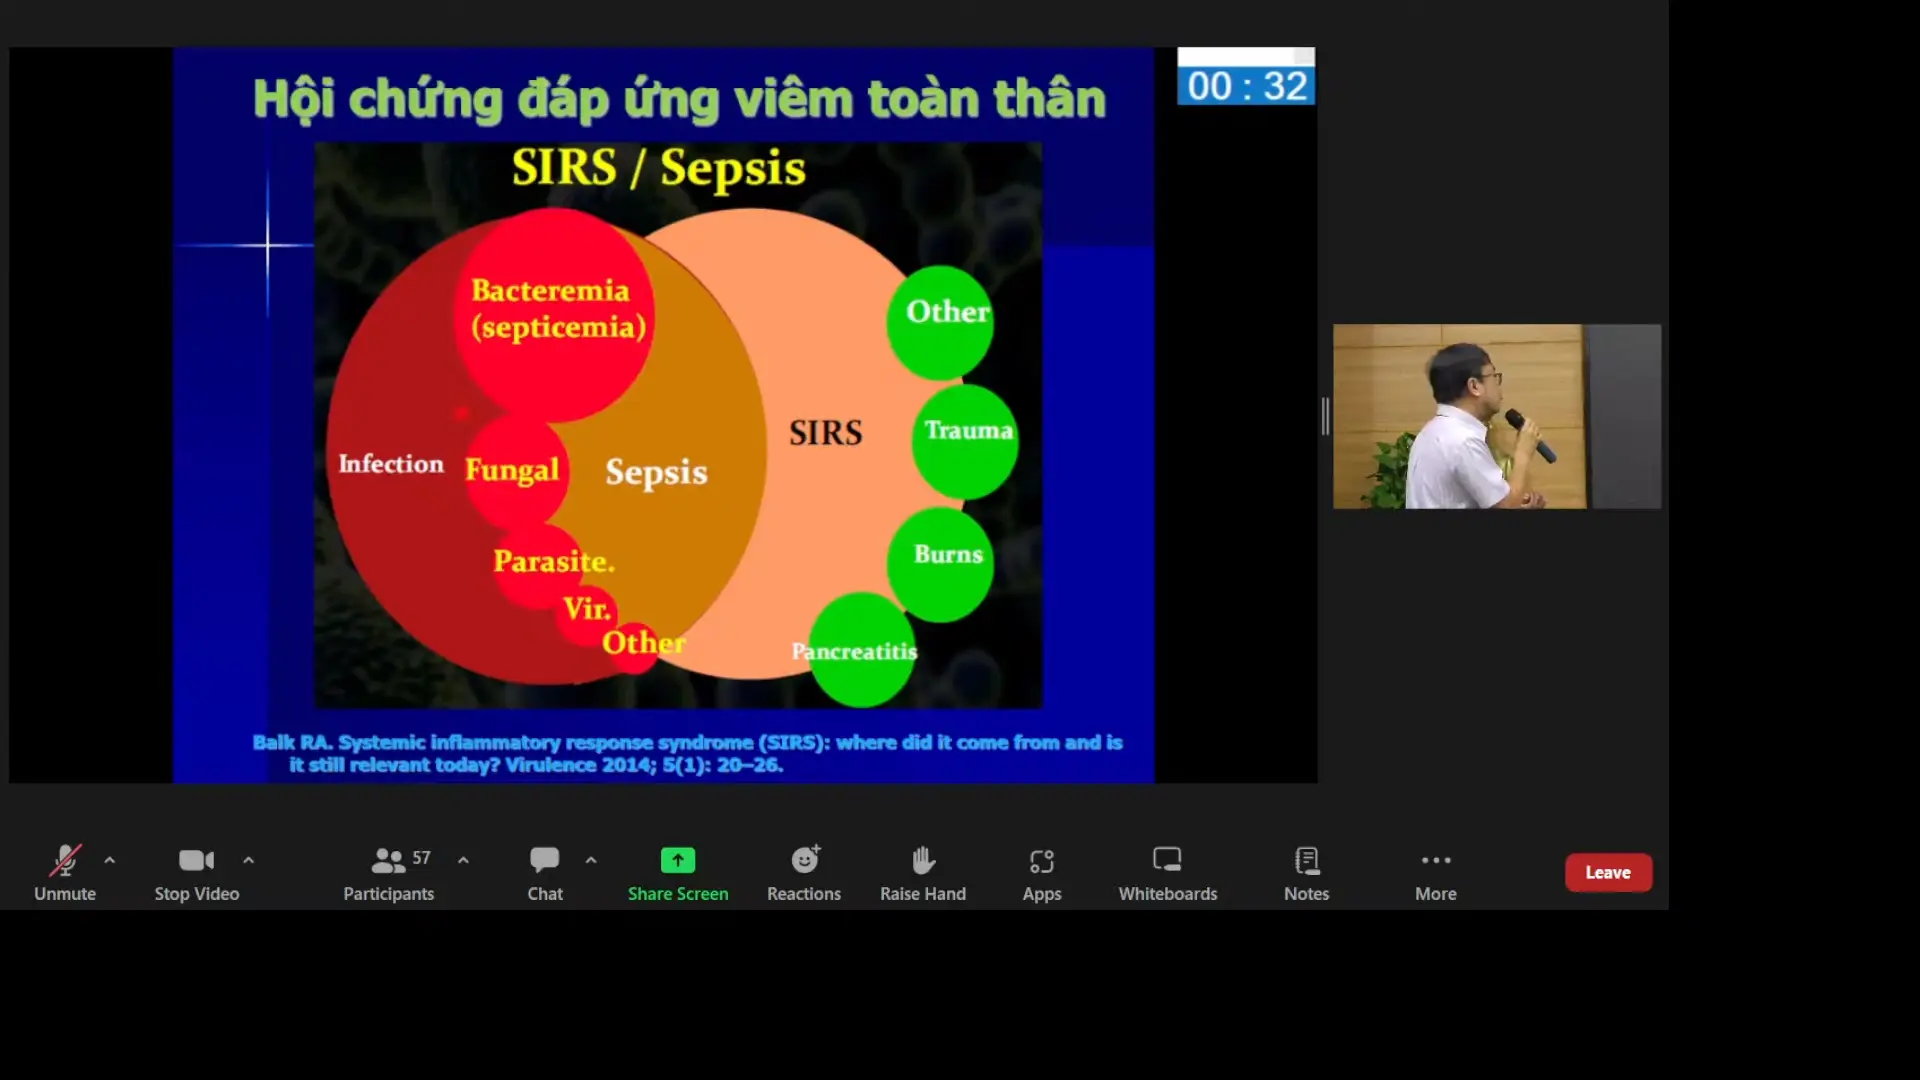 Hội chứng đáp ứng viêm toàn thân
00 : 32
SIRS / Sepsis
Bacteremia
(septicemia)
Other
Trauma
SIRS
Infection
Fungal
Sepsis
Burns
Parasite.
Vir.
Other
Pancreatitis
Balk RA. Systemic inflammatory response syndrome (SIRS): where did it come from and is
it still relevant today? Virulence 2014; 5(1): 20–26.
57
Unmute
Stop Video
Participants
Chat
Share Screen
Reactions
Raise Hand
Apps
Whiteboards
Notes
More
Leave